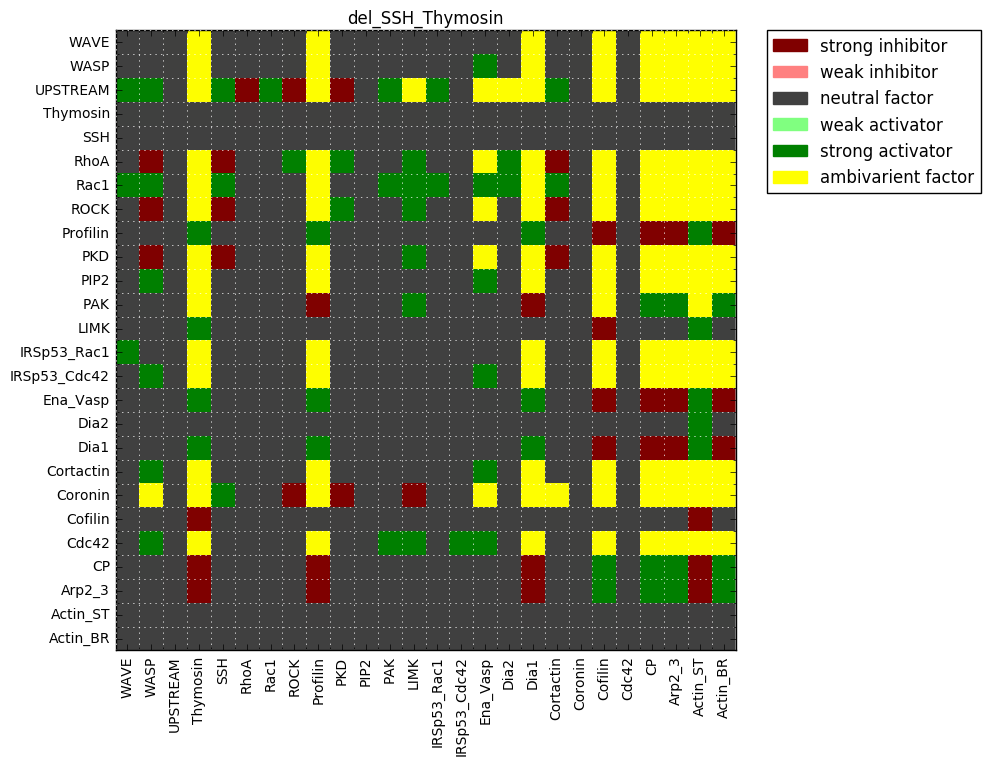 del_SSH_Thymosin
WAVE
WASP
UPSTREAM
Thymosin
SSH
RhoA
Rac1
ROCK
Profilin
PKD
PIP2
PAK
LIMK
IRSp53_Rac1
IRSp53_Cdc42
Ena_Vasp
Dia2
Dia1
Cortactin
Coronin
Cofilin
Cdc42
CP
Arp2_3
Actin_ST
Actin_BR
WAVE
WASP
UPSTREAM
Thymosin
SSH
RhoA
Rac1
ROCK
Profilin
PKD
PIP2
PAK
LIMK
IRSp53_Rac1
IRSp53_Cdc42
Ena_Vasp
Dia2
Dia1
Cortactin
Coronin
Cofilin
Cdc42
CP
Arp2_3
Actin_ST
Actin_BR
strong inhibitor
weak inhibitor
neutral factor
weak activator
strong activator
ambivarient factor